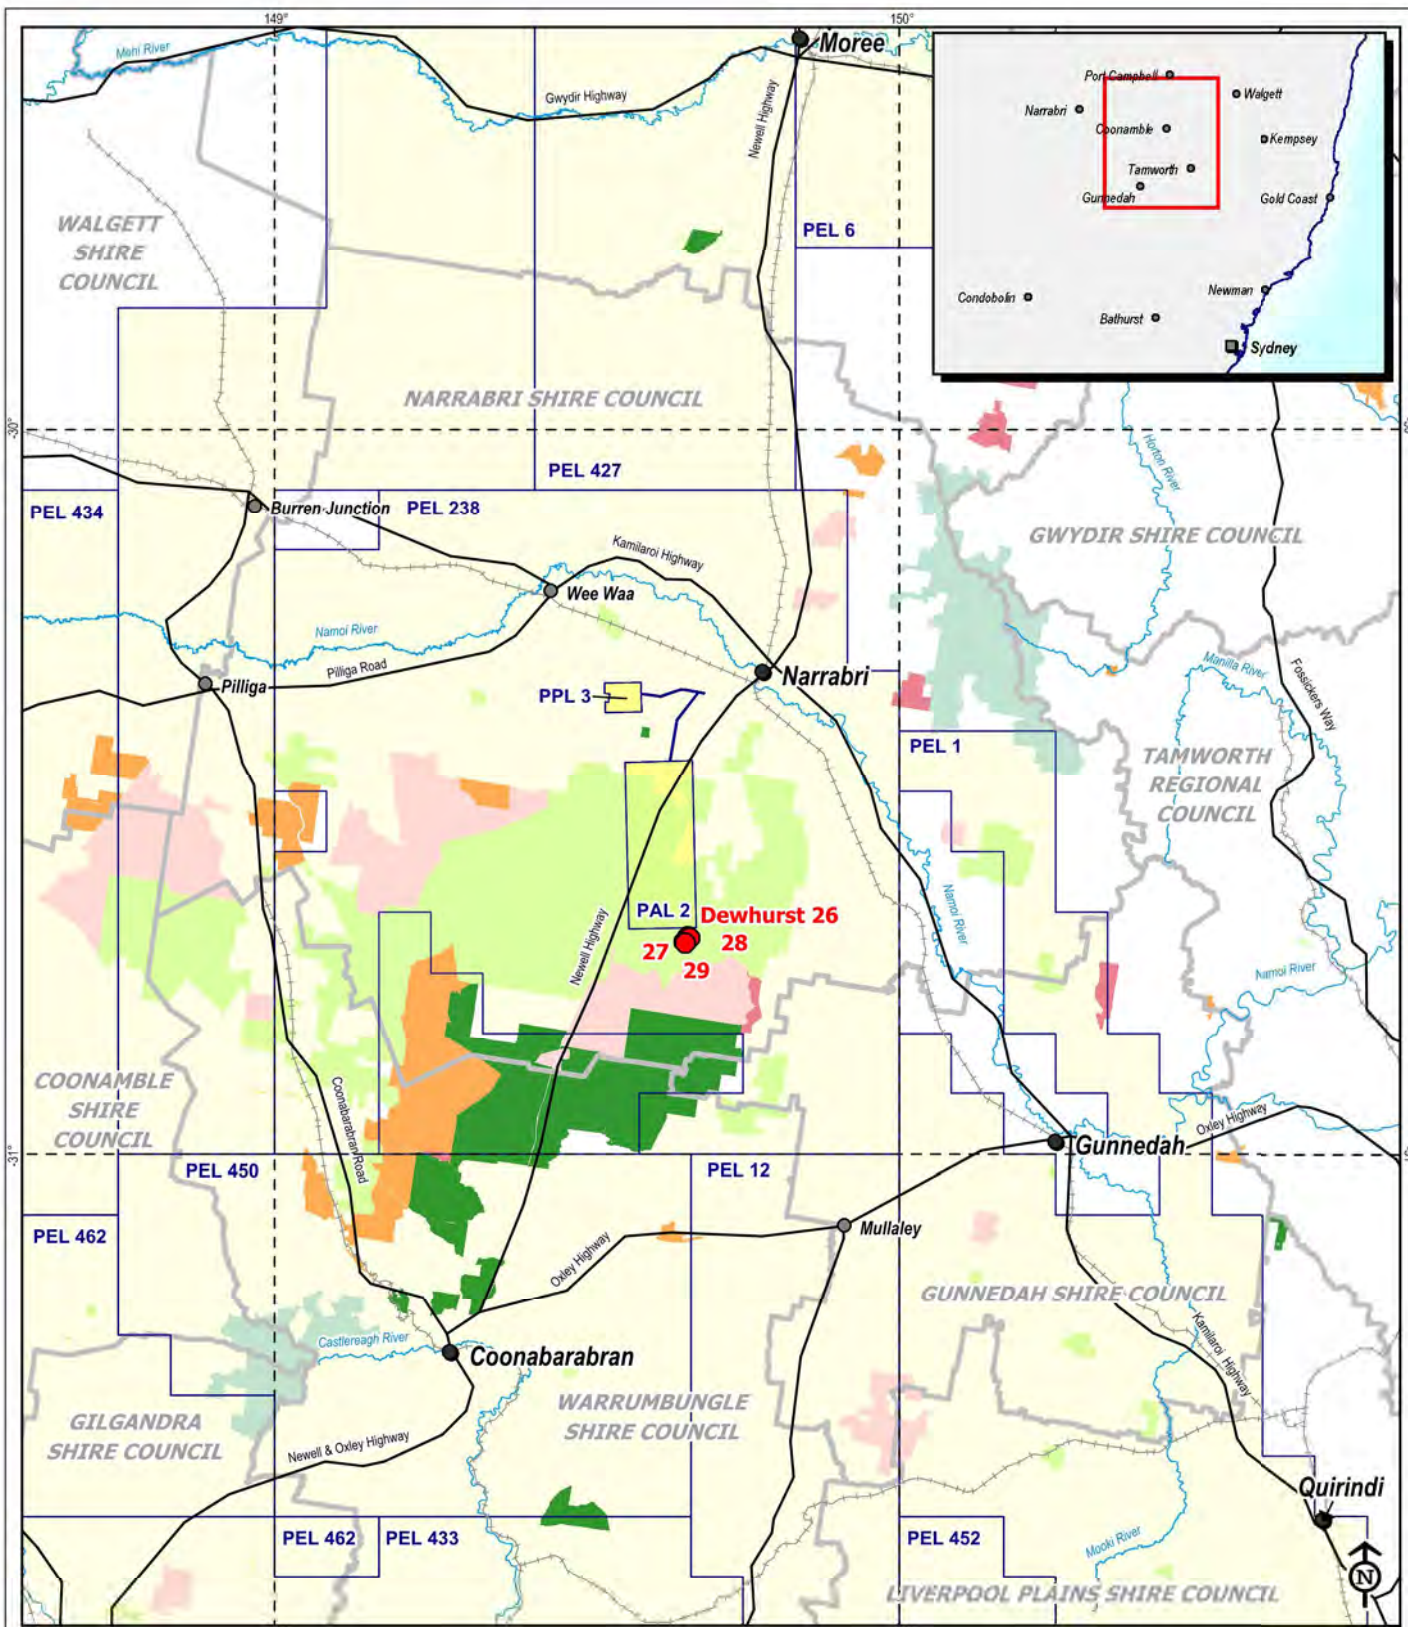 149°
150°
Mehi River
Moree
Gwydir Highway
Newell Highway
Port Campbell
Walgett
Narrabri
Coonamble
Kempsey
Tamworth
Gunnedah
Gold Coast
Condobolin
Newman
Bathurst
Sydney
WALGETT
SHIRE
COUNCIL
PEL 6
NARRABRI SHIRE COUNCIL
-30°
PEL 427
Horton River
PEL 434
Burren Junction
PEL 238
GWYDIR SHIRE COUNCIL
Kamilaroi Highway
Wee Waa
Namoi River
Pilliga Road
Pilliga
Narrabri
Manilla River
Fossickers Way
PPL 3
PEL 1
TAMWORTH
REGIONAL
COUNCIL
Namoi River
PAL 2
Dewhurst 26
27
28
29
Newell Highway
Namoi River
COONAMBLE
SHIRE
COUNCIL
Coonabarabran Road
Oxley Highway
Gunnedah
-31°
PEL 450
PEL 12
PEL 462
Mullaley
Oxley Highway
GUNNEDAH SHIRE COUNCIL
Kamilaroi Highway
Castlereagh River
Coonabarabran
WARRUMBUNGLE
SHIRE COUNCIL
GILGANDRA
SHIRE COUNCIL
Newell & Oxley Highway
Quirindi
PEL 462
PEL 433
PEL 452
Mooki River
LIVERPOOL PLAINS SHIRE COUNCIL
N